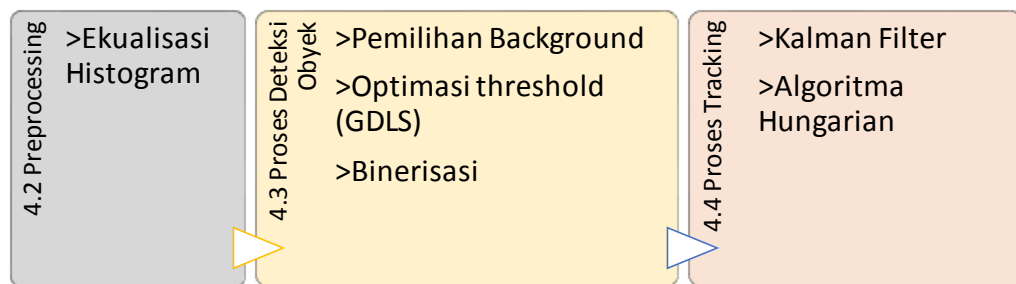 4.2 Preprocessing
>Ekualisasi
Histogram
4.3 Proses Deteksi
Obyek
>Pemilihan Background
>Optimasi threshold
(GDLS)
>Binerisasi
4.4 Proses Tracking
>Kalman Filter
>Algoritma
Hungarian